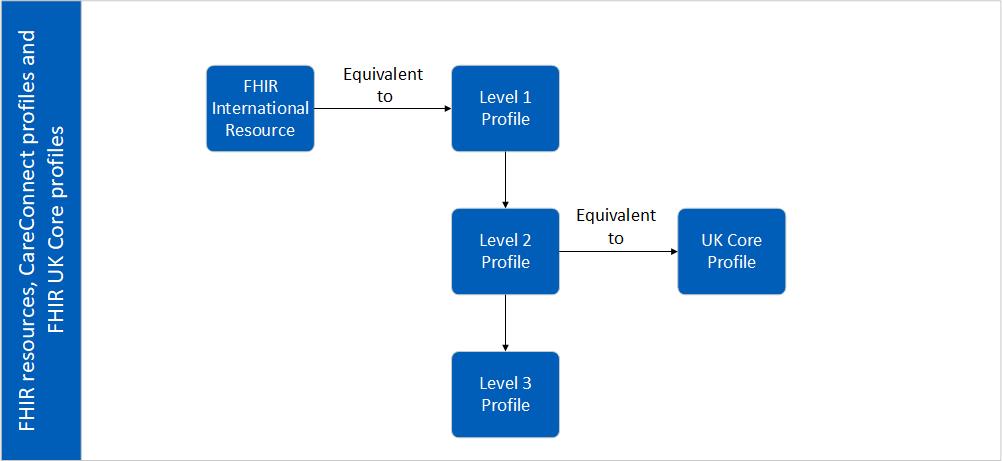 FHIR resources, CareConnect profiles and
FHIR UK Core profiles
FHIR
International
Resource
Equivalent
to
Level 1
Profile
Level 2
Profile
Equivalent
to
UK Core
Profile
Level 3
Profile